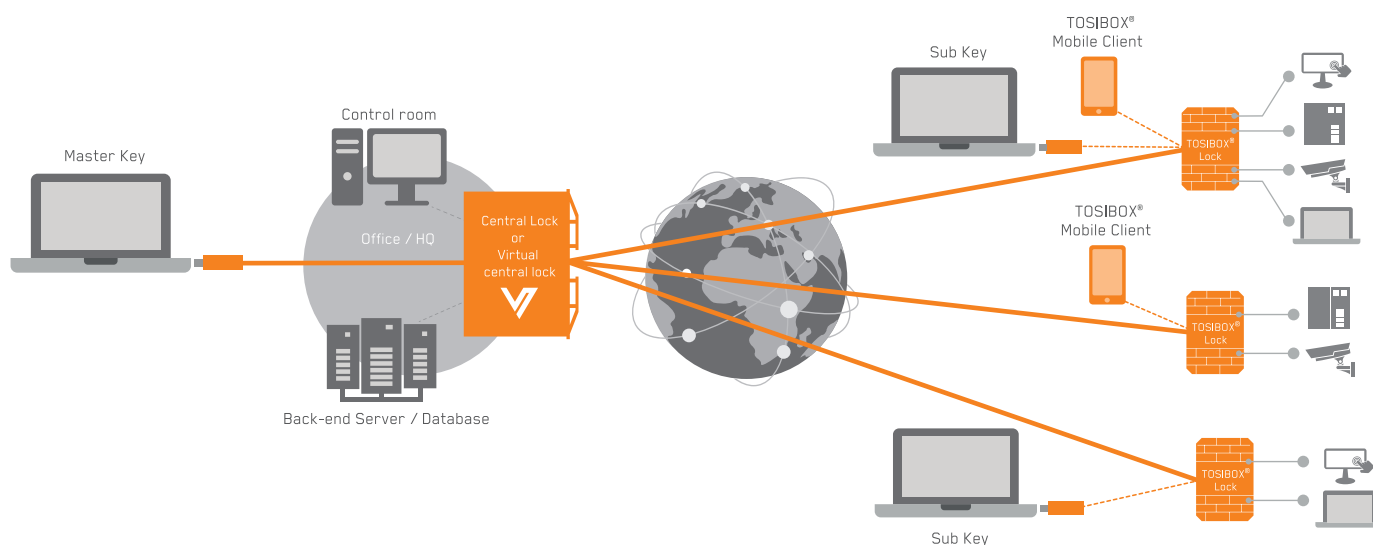 Master Key
Control room
Office / HQ
Central Lock
or
Virtual
central lock
Back-end Server / Database
Sub Key
TOSIBOX®
Mobile Client
TOSIBOX®
Lock
TOSIBOX®
Mobile Client
TOSIBOX®
Lock
TOSIBOX®
Lock
Sub Key